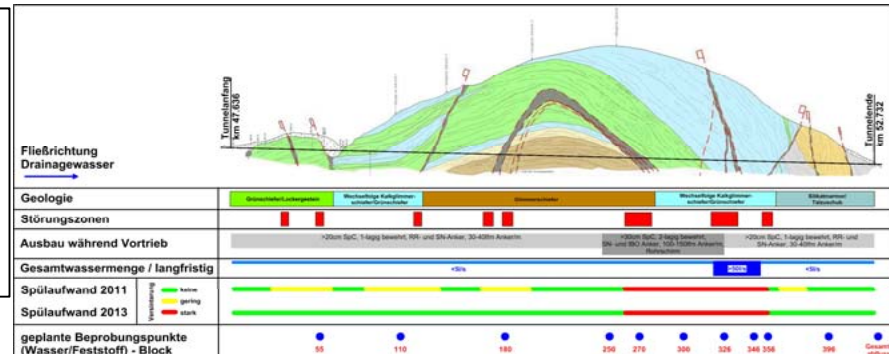 Tunnelanfang
km 47.636
Tunnelende
km 52.732
Fließrichtung
Drainagewasser
Geologie
Grünschiefer/Lockergestein
Wechselfolge Kalkglimmer-
schiefer/Grünschiefer
Wechselfolge Kalkglimmer-
schiefer/Grünschiefer
Störungszonen
Ausbau während Vortrieb
>20cm SpC, 1-lagig bewehrt, RR- und SN-Anker, 30-40lfm Anker/m
>30cm SpC, 2-lagig bewehrt,
SN- und IBO Anker, 100-150lfm Anker/m,
Rohrschirm
>20cm SpC, 1-lagig bewehrt, RR- und
SN-Anker, 30-40lfm Anker/m
Gesamtwassermenge / langfristig
<5l/s
>50l/s
<5l/s
Spülaufwand 2011
Spülaufwand 2013
Versinterung
keine
gering
stark
geplante Beprobungspunkte
(Wasser/Feststoff) - Block
55 110 180 256 270 300 326 346 356 396